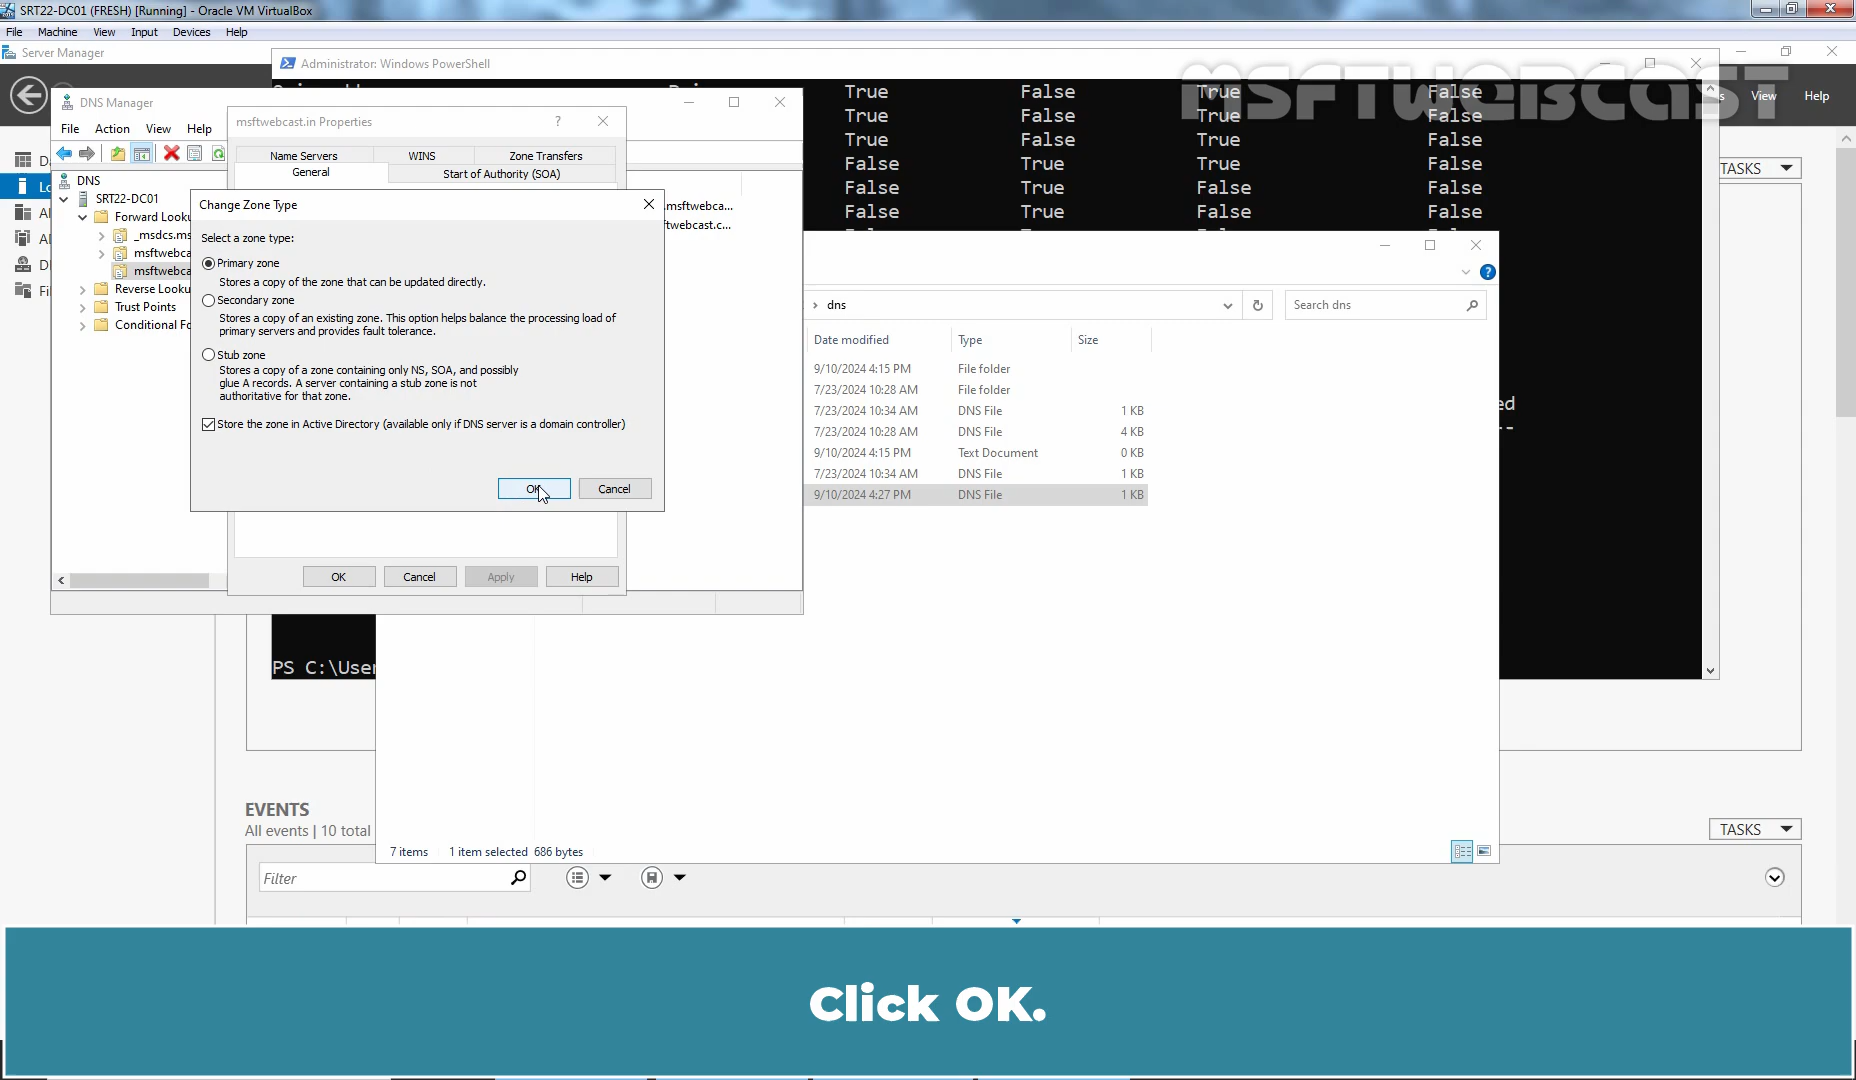 SRT22-DC01 (FRESH) [Running] - Oracle VM VirtualBox
File Machine View Input Devices Help
Server Manager
Administrator: Windows PowerShell
MSFTWEBCAST
View Help
True False True False
True False True False
True False True False
False True True False
False True False False
False True False False
DNS Manager
File Action View Help
DNS
SRT22-DC01
Forward Looku
_msdcs.ms
msftwebca
msftwebca
Reverse Looku
Trust Points
Conditional Fo
.msftwebca...
ftwebcast.c...
msftwebcast.in Properties
?
Name Servers WINS Zone Transfers
General Start of Authority (SOA)
Change Zone Type
Select a zone type:
Primary zone
Stores a copy of the zone that can be updated directly.
Secondary zone
Stores a copy of an existing zone. This option helps balance the processing load of
primary servers and provides fault tolerance.
Stub zone
Stores a copy of a zone containing only NS, SOA, and possibly
glue A records. A server containing a stub zone is not
authoritative for that zone.
Store the zone in Active Directory (available only if DNS server is a domain controller)
OK Cancel
OK Cancel Apply Help
TASKS
dns
Search dns
Date modified Type Size
9/10/2024 4:15 PM File folder
7/23/2024 10:28 AM File folder
7/23/2024 10:34 AM DNS File 1 KB
7/23/2024 10:28 AM DNS File 4 KB
9/10/2024 4:15 PM Text Document 0 KB
7/23/2024 10:34 AM DNS File 1 KB
9/10/2024 4:27 PM DNS File 1 KB
ed
--
PS C:\User
7 items 1 item selected 686 bytes
EVENTS
All events | 10 total
TASKS
Filter
Click OK.